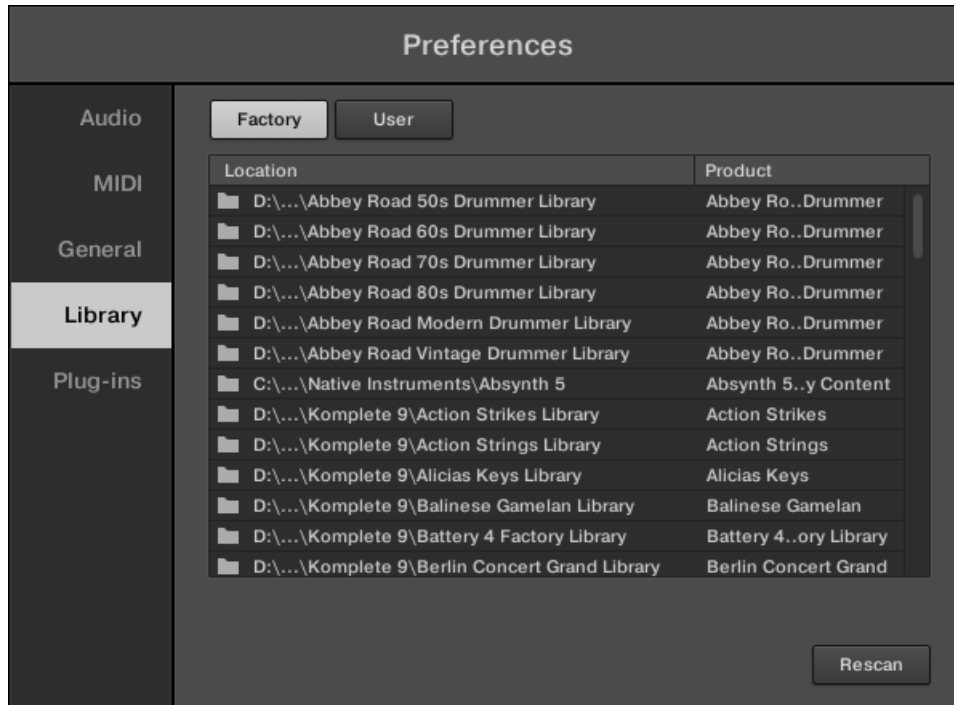 Preferences
Audio
MIDI
General
Library
Plug-ins
Factory User
Location Product
D:\...\Abbey Road 50s Drummer Library Abbey Ro..Drummer
D:\...\Abbey Road 60s Drummer Library Abbey Ro..Drummer
D:\...\Abbey Road 70s Drummer Library Abbey Ro..Drummer
D:\...\Abbey Road 80s Drummer Library Abbey Ro..Drummer
D:\...\Abbey Road Modern Drummer Library Abbey Ro..Drummer
D:\...\Abbey Road Vintage Drummer Library Abbey Ro..Drummer
C:\...\Native Instruments\Absynth 5 Absynth 5..y Content
D:\...\Komplete 9\Action Strikes Library Action Strikes
D:\...\Komplete 9\Action Strings Library Action Strings
D:\...\Komplete 9\Alicias Keys Library Alicias Keys
D:\...\Komplete 9\Balinese Gamelan Library Balinese Gamelan
D:\...\Komplete 9\Battery 4 Factory Library Battery 4..ory Library
D:\...\Komplete 9\Berlin Concert Grand Library Berlin Concert Grand
Rescan